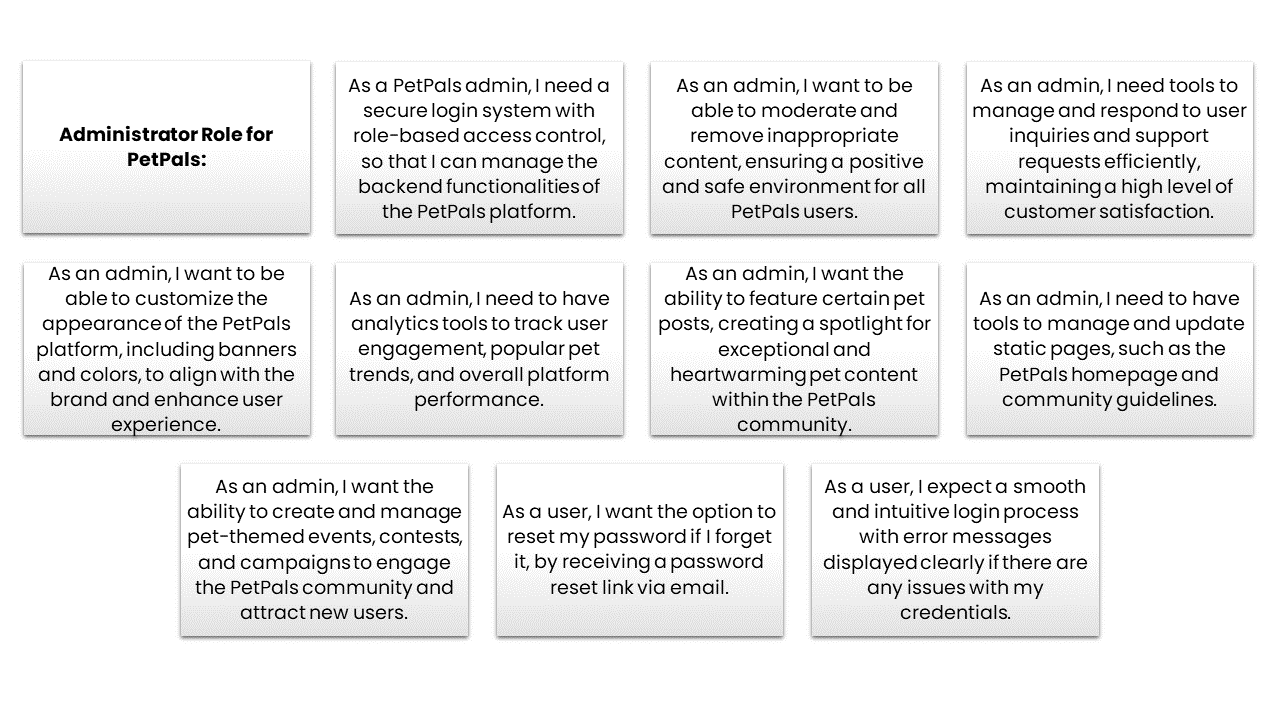 Administrator Role for
PetPals:
As a PetPals admin, I need a
secure login system with
role-based access control,
so that I can manage the
backend functionalities of
the PetPals platform.
As an admin, I want to be
able to moderate and
remove inappropriate
content, ensuring a positive
and safe environment for all
PetPals users.
As an admin, I need tools to
manage and respond to user
inquiries and support
requests efficiently,
maintaining a high level of
customer satisfaction.
As an admin, I want to be
able to customize the
appearance of the PetPals
platform, including banners
and colors, to align with the
brand and enhance user
experience.
As an admin, I need to have
analytics tools to track user
engagement, popular pet
trends, and overall platform
performance.
As an admin, I want the
ability to feature certain pet
posts, creating a spotlight for
exceptional and
heartwarming pet content
within the PetPals
community.
As an admin, I need to have
tools to manage and update
static pages, such as the
PetPals homepage and
community guidelines.
As an admin, I want the
ability to create and manage
pet-themed events, contests,
and campaigns to engage
the PetPals community and
attract new users.
As a user, I want the option to
reset my password if I forget
it, by receiving a password
reset link via email.
As a user, I expect a smooth
and intuitive login process
with error messages
displayed clearly if there are
any issues with my
credentials.